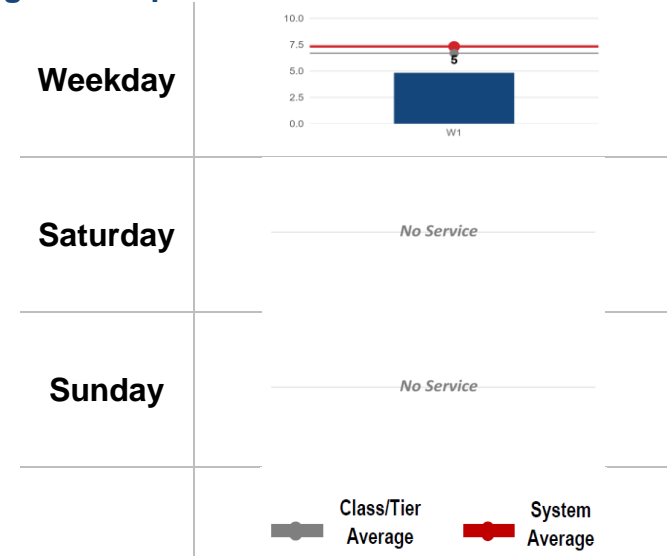 10.0
7.5
5
5.0
2.5
0.0
W1
Weekday
Saturday
No Service
Sunday
No Service
Class/Tier
Average
System
Average